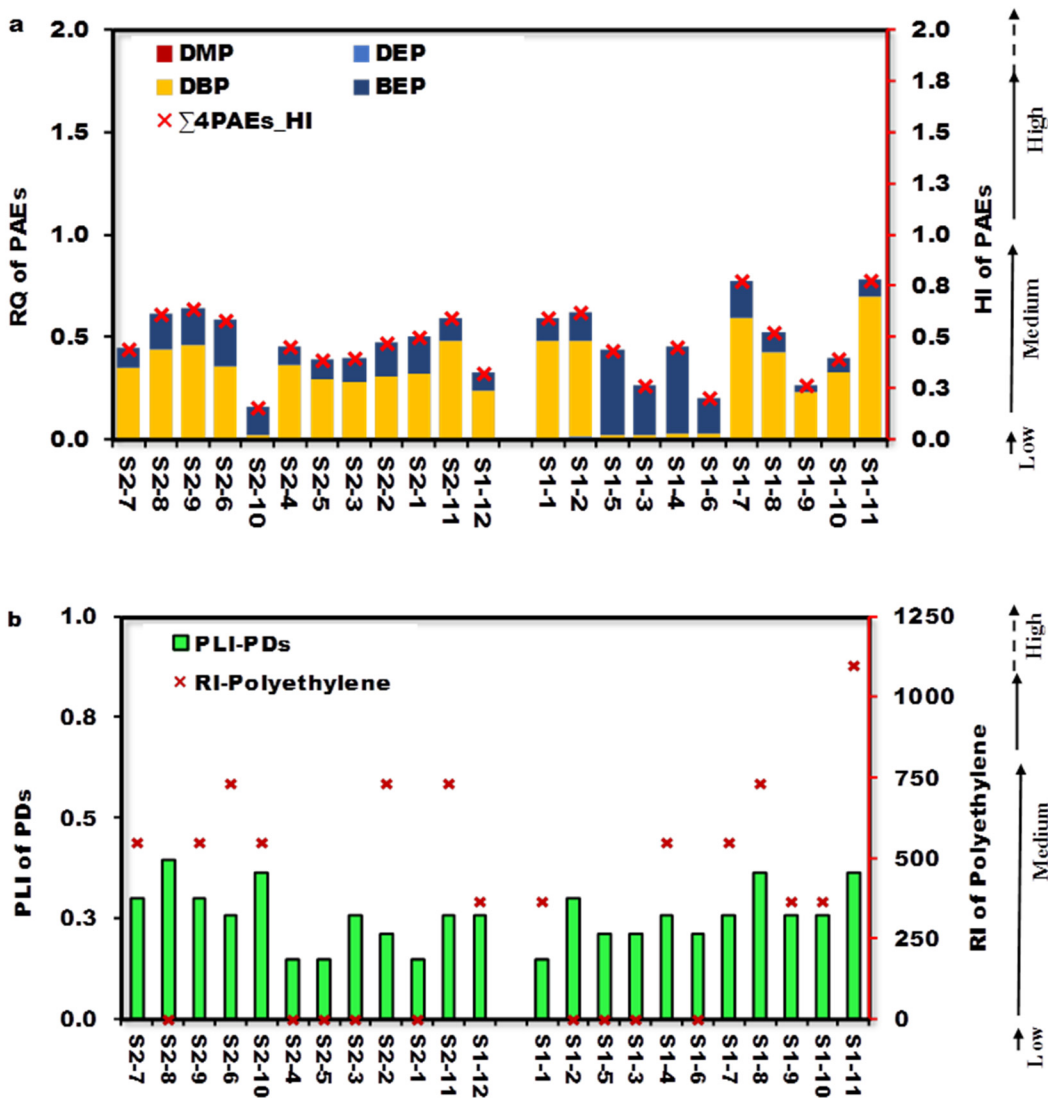 a
2.0
1.5
1.0
0.5
0.0
RQ of PAEs
DMP DEP
DBP BEP
∑4PAEs_HI
2.0
1.8
1.5
1.3
1.0
0.8
0.5
0.3
0.0
HI of PAEs
High
Medium
Low
S2-7 S2-8 S2-9 S2-6 S2-10 S2-4 S2-5 S2-3 S2-2 S2-1 S2-11 S1-12 S1-1 S1-2 S1-5 S1-3 S1-4 S1-6 S1-7 S1-8 S1-9 S1-10 S1-11
b
1.0
0.8
0.5
0.3
0.0
PLI of PDs
PLI-PDs
RI-Polyethylene
1250
1000
750
500
250
0
RI of Polyethylene
High
Medium
Low
S2-7 S2-8 S2-9 S2-6 S2-10 S2-4 S2-5 S2-3 S2-2 S2-1 S2-11 S1-12 S1-1 S1-2 S1-5 S1-3 S1-4 S1-6 S1-7 S1-8 S1-9 S1-10 S1-11